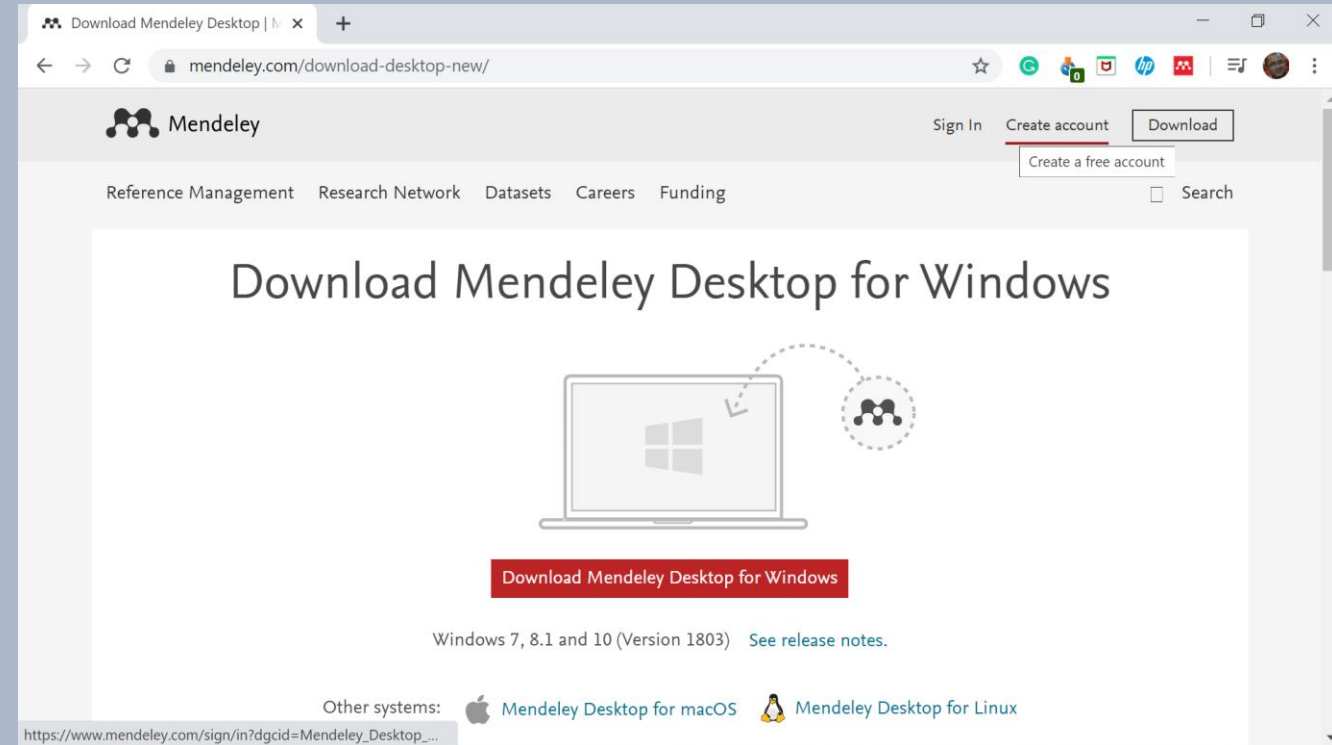 Download Mendeley Desktop | M
mendeley.com/download-desktop-new/
0
Mendeley
Sign In Create account Download
Create a free account
Reference Management Research Network Datasets Careers Funding Search
Download Mendeley Desktop for Windows
Download Mendeley Desktop for Windows
Windows 7, 8.1 and 10 (Version 1803) See release notes.
Other systems: Mendeley Desktop for macOS Mendeley Desktop for Linux
https://www.mendeley.com/sign/in?dgcid=Mendeley_Desktop_...